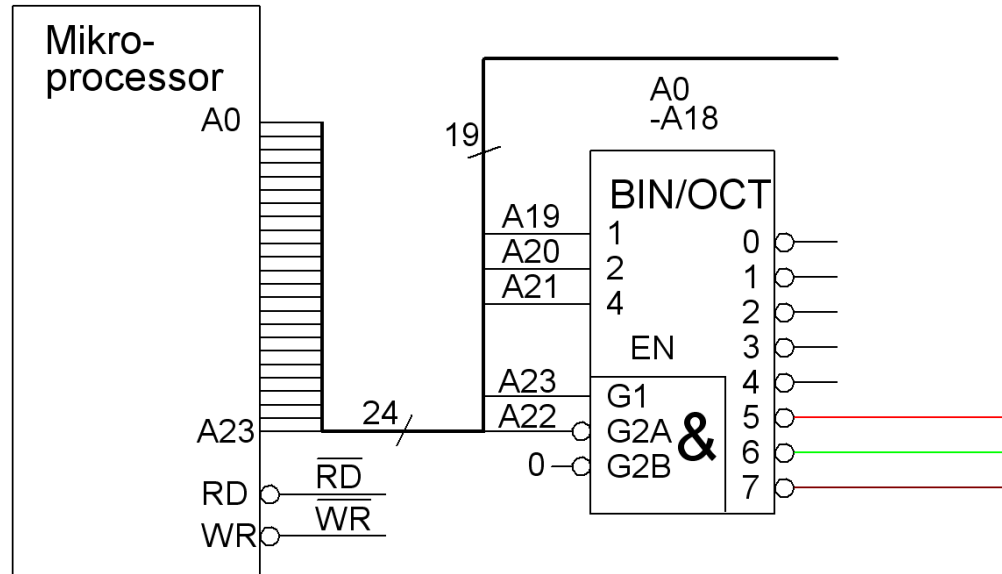 Mikro-
processor
A0
A23
RD
WR
RD
WR
24
19
A0
-A18
A19
A20
A21
A23
A22
0
BIN/OCT
1
2
4
EN
G1
G2A
G2B
&
0
1
2
3
4
5
6
7